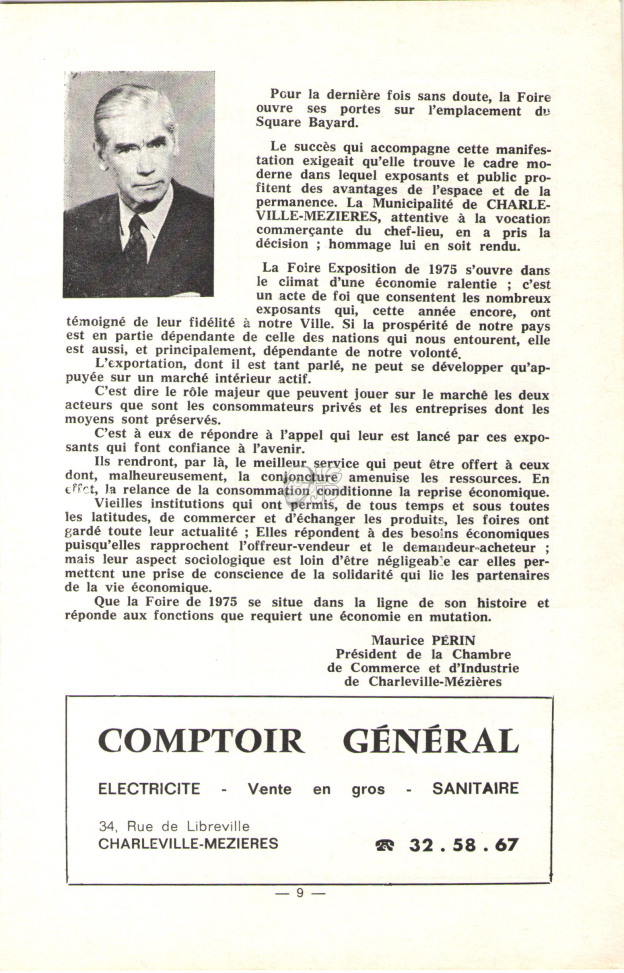 Pour la dernière fois sans doute, la Foire
ouvre ses portes sur l'emplacement du
Square Bayard.
Le succès qui accompagne cette manifes-
tation exigeait qu'elle trouve le cadre mo-
derne dans lequel exposants et public pro-
fitent des avantages de l'espace et de la
permanence. La Municipalité de CHARLE-
VILLE-MEZIERES, attentive à la vocation
commerçante du chef-lieu, en a pris la
décision ; hommage lui en soit rendu.
La Foire Exposition de 1975 s'ouvre dans
le climat d'une économie ralentie ; c'est
un acte de foi que consentent les nombreux
exposants qui, cette année encore, ont
témoigné de leur fidélité à notre Ville. Si la prospérité de notre pays
est en partie dépendante de celle des nations qui nous entourent, elle
est aussi, et principalement, dépendante de notre volonté.
L'exportation, dont il est tant parlé, ne peut se développer qu'ap-
puyée sur un marché intérieur actif.
C'est dire le rôle majeur que peuvent jouer sur le marché les deux
acteurs que sont les consommateurs privés et les entreprises dont les
moyens sont préservés.
C'est à eux de répondre à l'appel qui leur est lancé par ces expo-
sants qui font confiance à l'avenir.
Ils rendront, par là, le meilleur service qui peut être offert à ceux
dont, malheureusement, la conjoncture amenuise les ressources. En
effet, la relance de la consommation conditionne la reprise économique.
Vieilles institutions qui ont permis, de tous temps et sous toutes
les latitudes, de commercer et d'échanger les produits, les foires ont
gardé toute leur actualité ; Elles répondent à des besoins économiques
puisqu'elles rapprochent l'offreur-vendeur et le demandeur-acheteur ;
mais leur aspect sociologique est loin d'être négligeable car elles per-
mettent une prise de conscience de la solidarité qui lie les partenaires
de la vie économique.
Que la Foire de 1975 se situe dans la ligne de son histoire et
réponde aux fonctions que requiert une économie en mutation.
Maurice PÉRIN
Président de la Chambre
de Commerce et d'Industrie
de Charleville-Mézières
COMPTOIR GÉNÉRAL
ELECTRICITE - Vente en gros - SANITAIRE
34, Rue de Libreville
CHARLEVILLE-MEZIERES ☎ 32.58.67
— 9 —